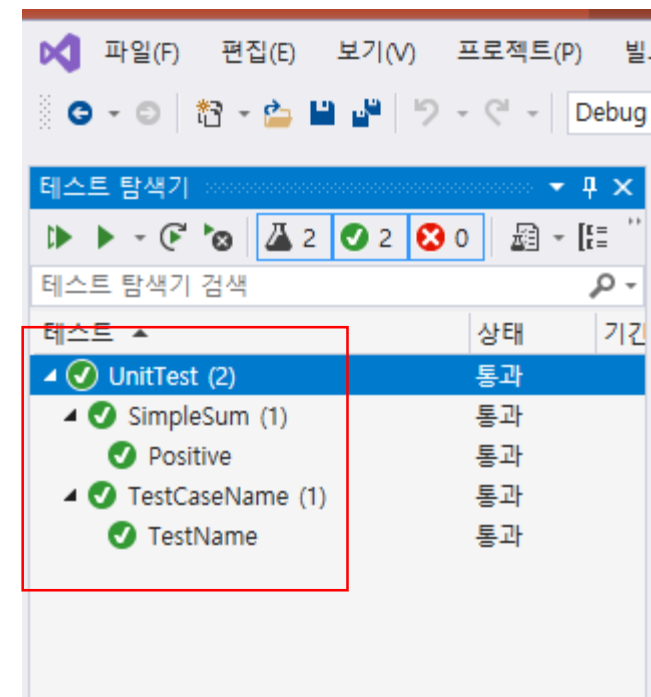 파일(F) 편집(E) 보기(V) 프로젝트(P) 빌
Debug
테스트 탐색기
2 2 0
테스트 탐색기 검색
테스트 상태 기간
UnitTest (2) 통과
SimpleSum (1) 통과
Positive 통과
TestCaseName (1) 통과
TestName 통과